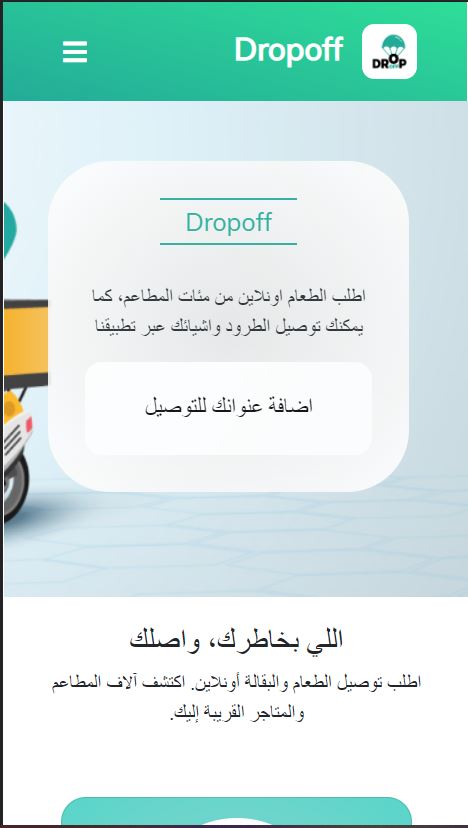 Dropoff
DROP
Dropoff
اطلب الطعام اونلاين من مئات المطاعم، كما
يمكنك توصيل الطرود واشيائك عبر تطبيقنا
اضافة عنوانك للتوصيل
اللي بخاطرك، واصلك
اطلب توصيل الطعام والبقالة أونلاين. اكتشف آلاف المطاعم
والمتاجر القريبة إليك.